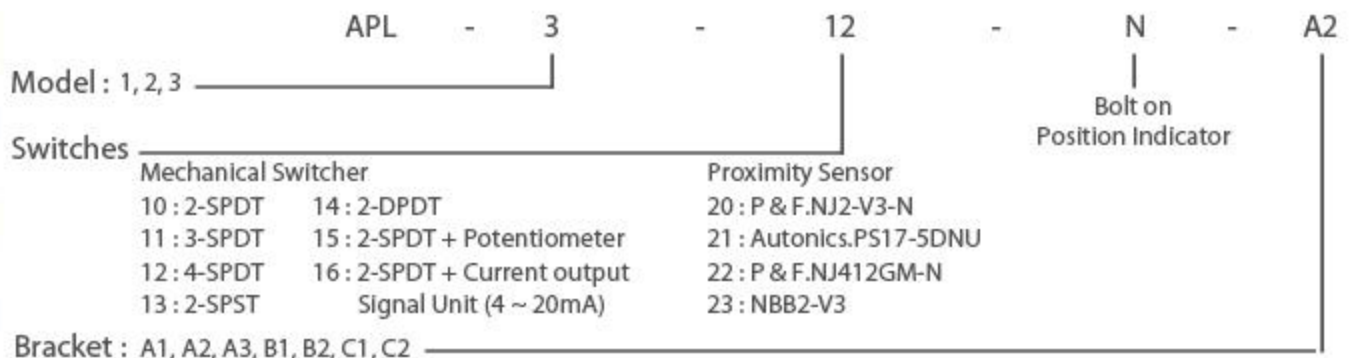 APL - 3 - 12 - N - A2
Model : 1, 2, 3
Bolt on
Position Indicator
Switches
Mechanical Switcher
10 : 2-SPDT 14 : 2-DPDT
11 : 3-SPDT 15 : 2-SPDT + Potentiometer
12 : 4-SPDT 16 : 2-SPDT + Current output
13 : 2-SPST Signal Unit (4 ~ 20mA)
Proximity Sensor
20 : P & F.NJ2-V3-N
21 : Autonics.PS17-5DNU
22 : P & F.NJ412GM-N
23 : NBB2-V3
Bracket : A1, A2, A3, B1, B2, C1, C2